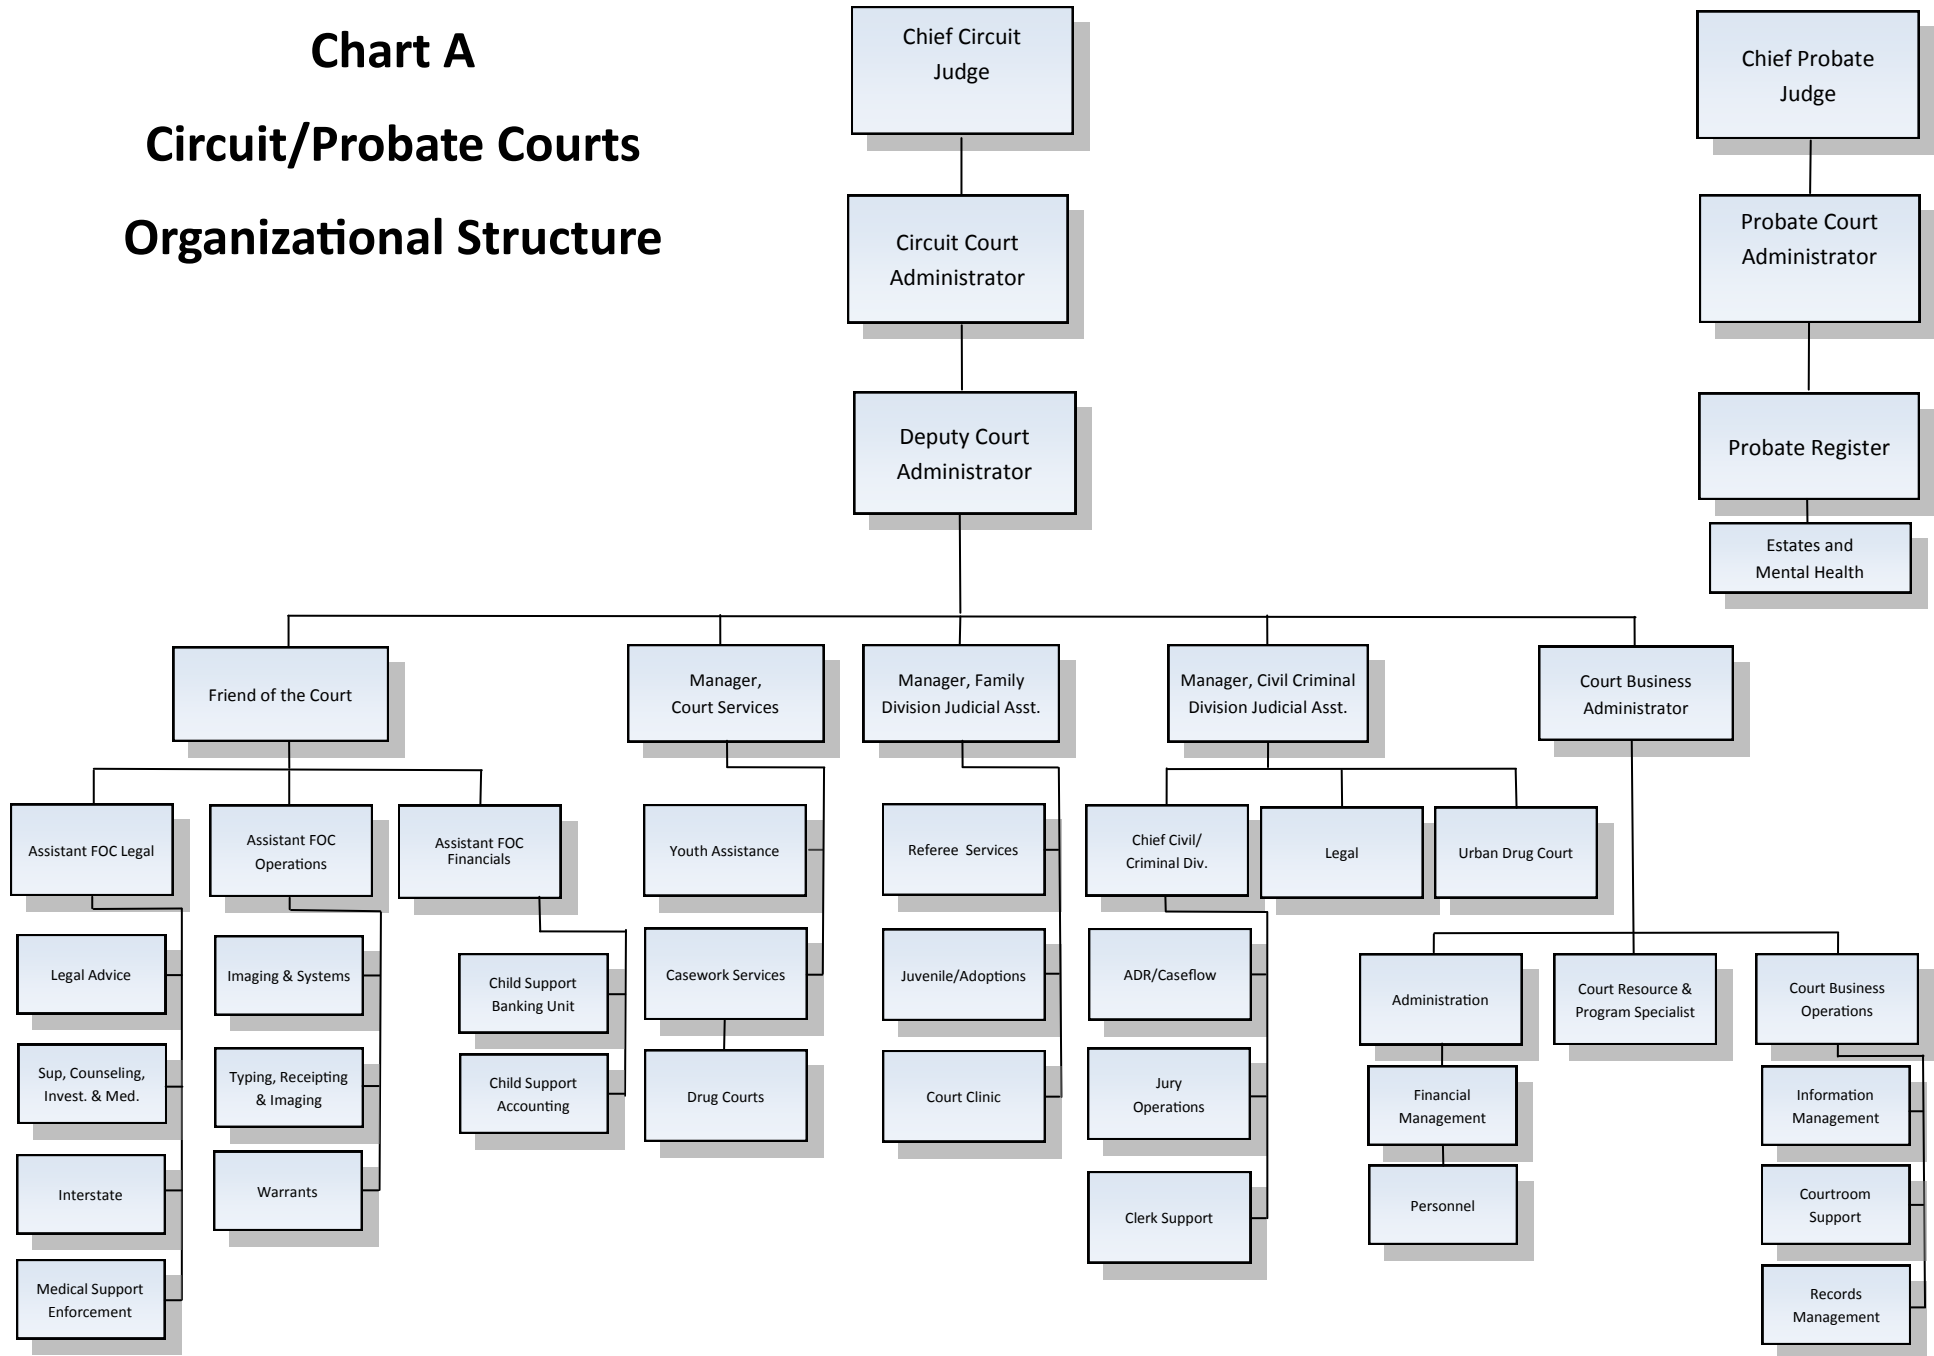 Chart A
Circuit/Probate Courts
Organizational Structure
Chief Circuit
Judge
Chief Probate
Judge
Circuit Court
Administrator
Probate Court
Administrator
Deputy Court
Administrator
Probate Register
Estates and
Mental Health
Friend of the Court
Manager,
Court Services
Manager, Family
Division Judicial Asst.
Manager, Civil Criminal
Division Judicial Asst.
Court Business
Administrator
Assistant FOC Legal
Assistant FOC
Operations
Assistant FOC
Financials
Youth Assistance
Referee Services
Chief Civil/
Criminal Div.
Legal
Urban Drug Court
Legal Advice
Imaging & Systems
Child Support
Banking Unit
Casework Services
Juvenile/Adoptions
ADR/Caseflow
Administration
Court Resource &
Program Specialist
Court Business
Operations
Sup, Counseling,
Invest. & Med.
Typing, Receipting
& Imaging
Child Support
Accounting
Drug Courts
Court Clinic
Jury
Operations
Financial
Management
Information
Management
Interstate
Warrants
Clerk Support
Personnel
Courtroom
Support
Medical Support
Enforcement
Records
Management